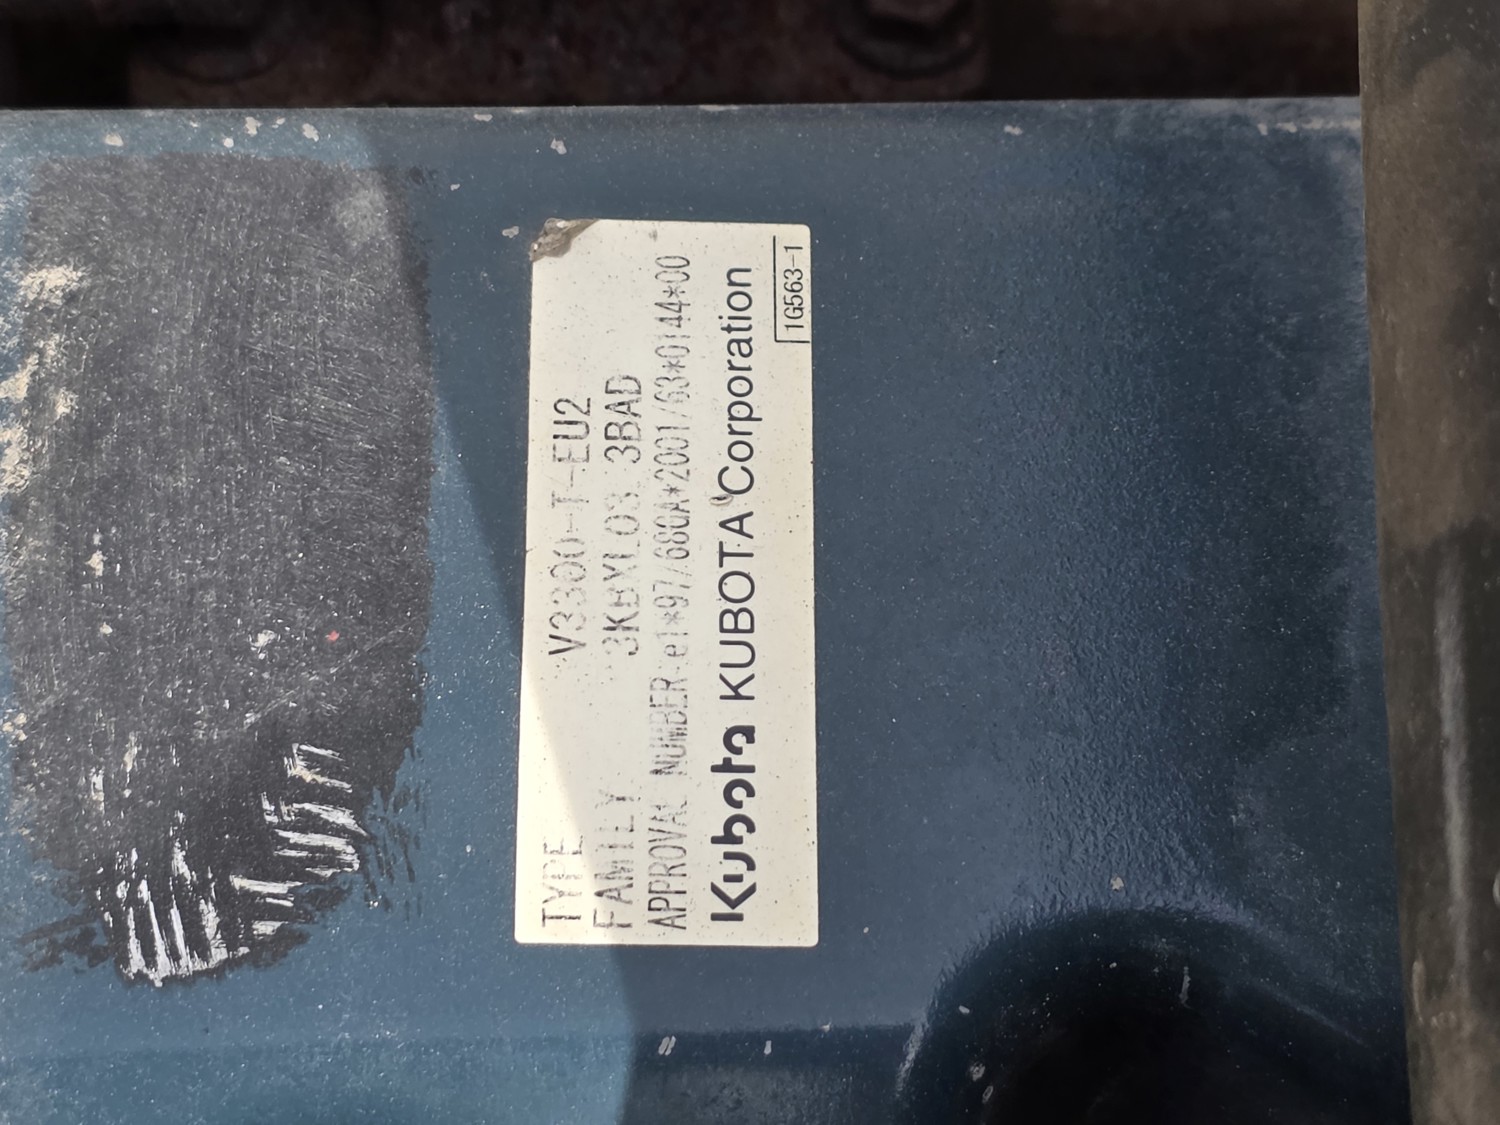 TYPE V3300-T-EU2
FAMILY 3KBXL03.3BAD
APPROVAL NUMBER e1*97/68QA*2001/63*0144*00
Kubota KUBOTA Corporation
1G563-1